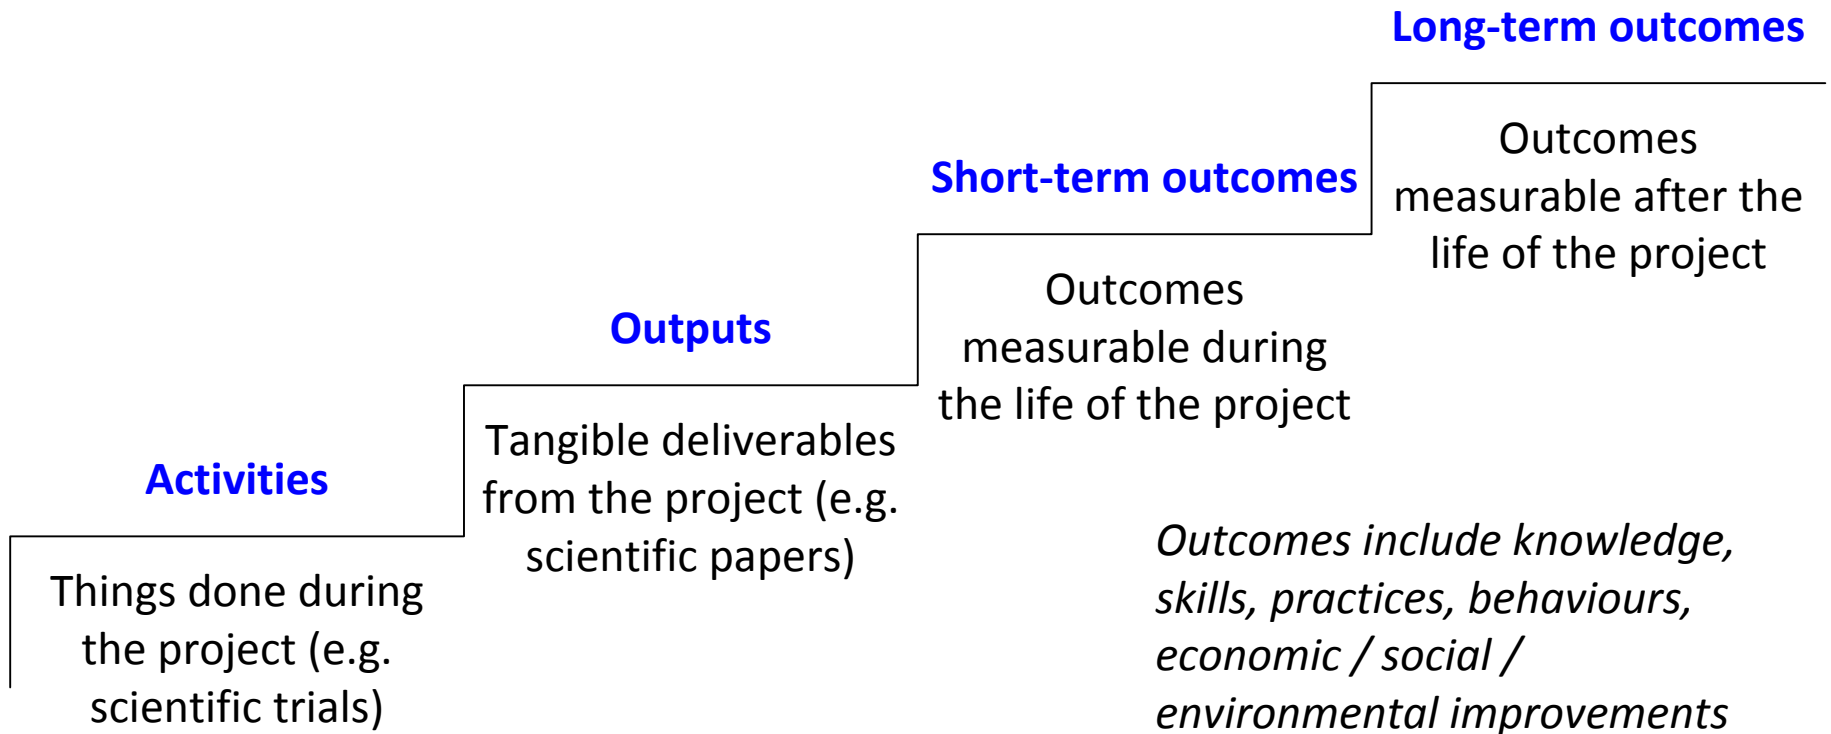 Activities
Things done during
the project (e.g.
scientific trials)
Outputs
Tangible deliverables
from the project (e.g.
scientific papers)
Short-term outcomes
Outcomes
measurable during
the life of the project
Long-term outcomes
Outcomes
measurable after the
life of the project
Outcomes include knowledge,
skills, practices, behaviours,
economic / social /
environmental improvements